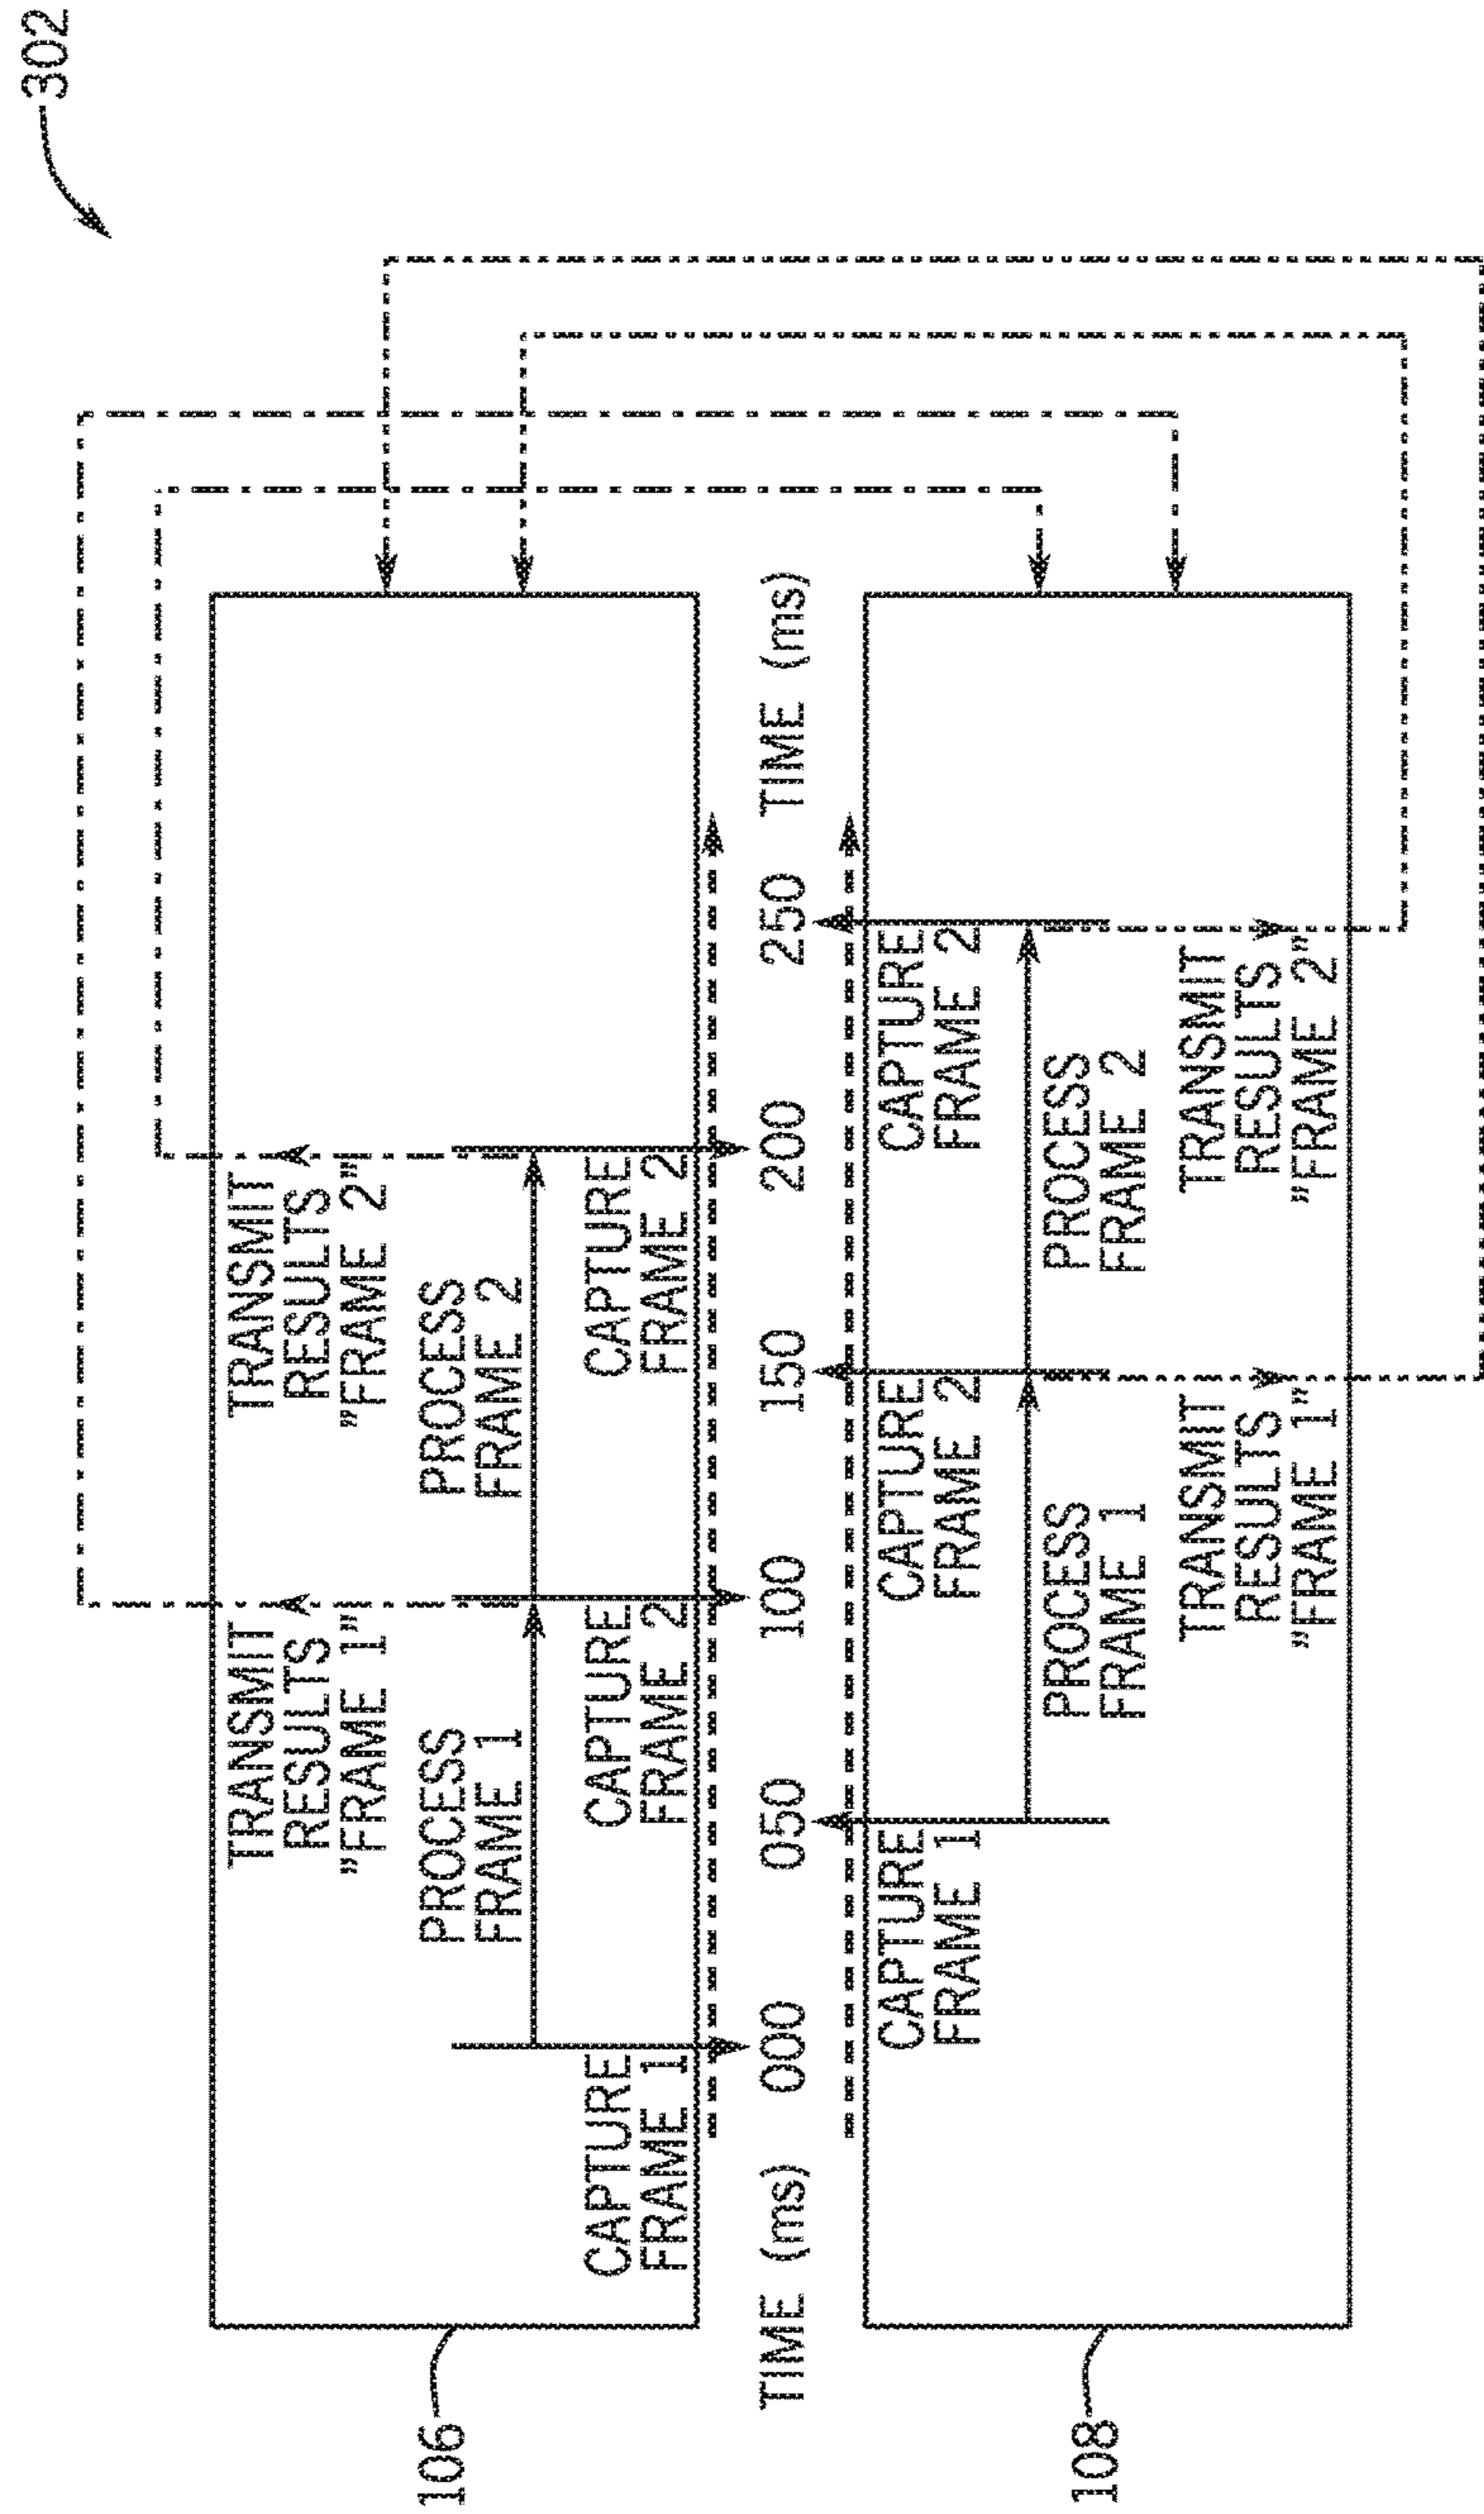 302
TRANSMIT
RESULTS
"FRAME 1"
TRANSMIT
RESULTS
"FRAME 2"
106
PROCESS
FRAME 1
PROCESS
FRAME 2
CAPTURE
FRAME 1
CAPTURE
FRAME 2
CAPTURE
FRAME 2
TIME (ms) 000 050 100 150 200 250 TIME (ms)
CAPTURE
FRAME 1
CAPTURE
FRAME 2
CAPTURE
FRAME 2
108
PROCESS
FRAME 1
PROCESS
FRAME 2
TRANSMIT
RESULTS
"FRAME 1"
TRANSMIT
RESULTS
"FRAME 2"